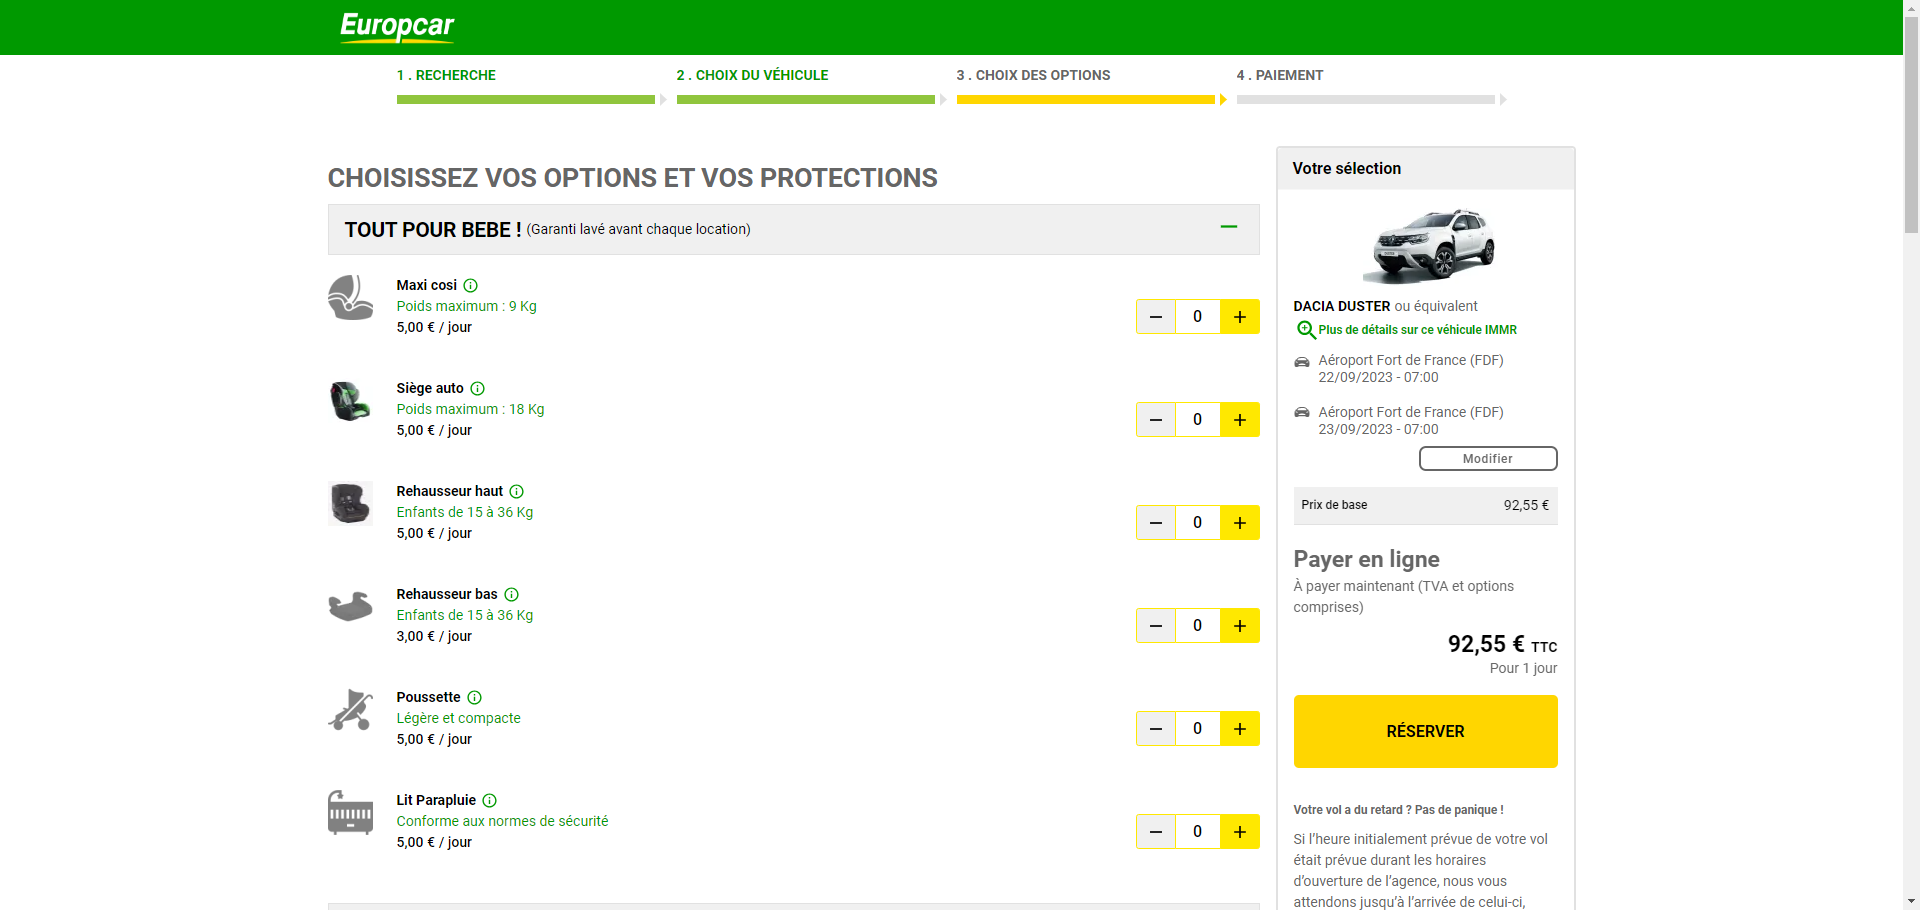 Europcar
1 . RECHERCHE
2 . CHOIX DU VÉHICULE
3 . CHOIX DES OPTIONS
4 . PAIEMENT
CHOISISSEZ VOS OPTIONS ET VOS PROTECTIONS
TOUT POUR BEBE ! (Garanti lavé avant chaque location)
Maxi cosi
Poids maximum : 9 Kg
5,00 € / jour
0
Siège auto
Poids maximum : 18 Kg
5,00 € / jour
0
Rehausseur haut
Enfants de 15 à 36 Kg
5,00 € / jour
0
Rehausseur bas
Enfants de 15 à 36 Kg
3,00 € / jour
0
Poussette
Légère et compacte
5,00 € / jour
0
Lit Parapluie
Conforme aux normes de sécurité
5,00 € / jour
0
Votre sélection
DACIA DUSTER ou équivalent
Plus de détails sur ce véhicule IMMR
Aéroport Fort de France (FDF)
22/09/2023 - 07:00
Aéroport Fort de France (FDF)
23/09/2023 - 07:00
Modifier
Prix de base 92,55 €
Payer en ligne
À payer maintenant (TVA et options
comprises)
92,55 € TTC
Pour 1 jour
RÉSERVER
Votre vol a du retard ? Pas de panique !
Si l’heure initialement prévue de votre vol
était prévue durant les horaires
d’ouverture de l’agence, nous vous
attendons jusqu’à l’arrivée de celui-ci,